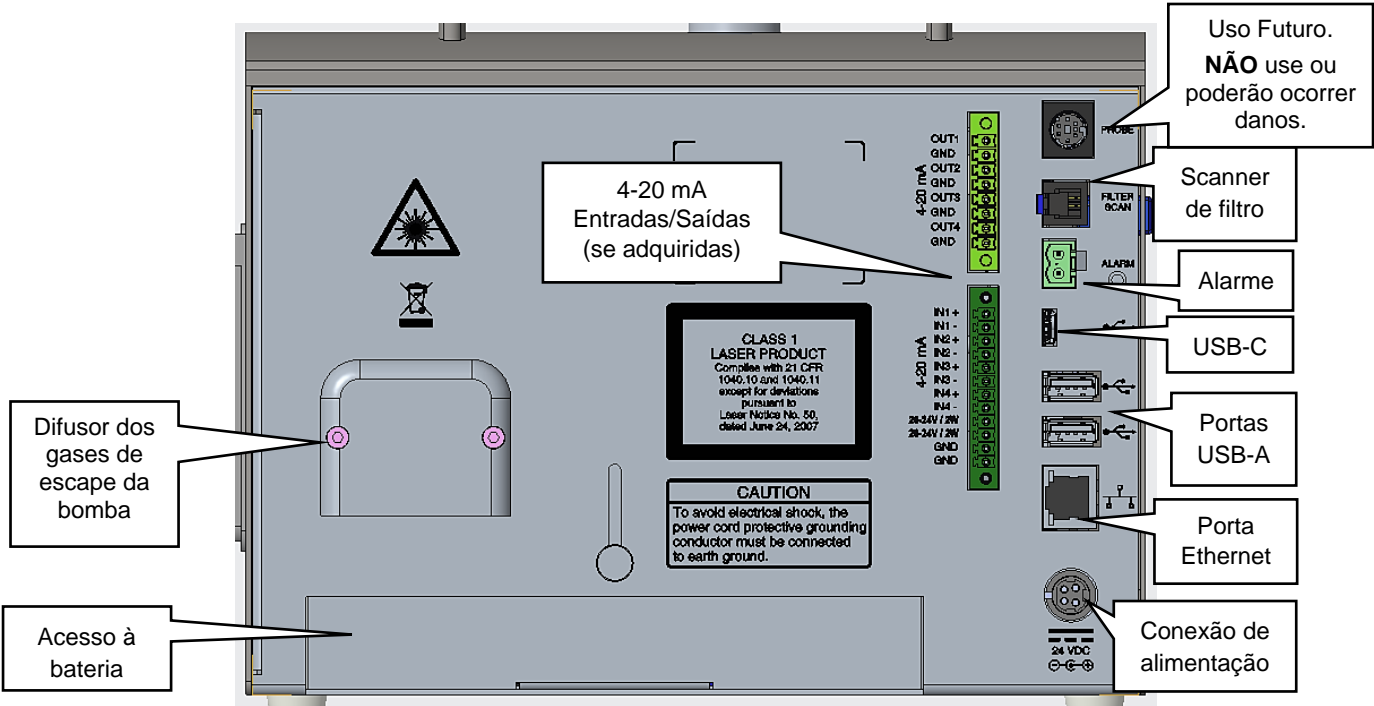 Uso Futuro.
NÃO use ou
poderão ocorrer
danos.
PROBE
Scanner
de filtro
FILTER
SCAN
ALARM
Alarme
USB-C
Portas
USB-A
Porta
Ethernet
Conexão de
alimentação
24 VDC
4-20 mA
Entradas/Saídas
(se adquiridas)
4-20 mA
OUT1
GND
OUT2
GND
OUT3
GND
OUT4
GND
4-20 mA
IN1 +
IN1 -
IN2 +
IN2 -
IN3 +
IN3 -
IN4 +
IN4 -
20-24V / 2W
20-24V / 2W
GND
GND
CLASS 1
LASER PRODUCT
Complies with 21 CFR
1040.10 and 1040.11
except for deviations
pursuant to
Laser Notice No. 50,
dated June 24, 2007
CAUTION
To avoid electrical shock, the
power cord protective grounding
conductor must be connected
to earth ground.
Difusor dos
gases de
escape da
bomba
Acesso à
bateria